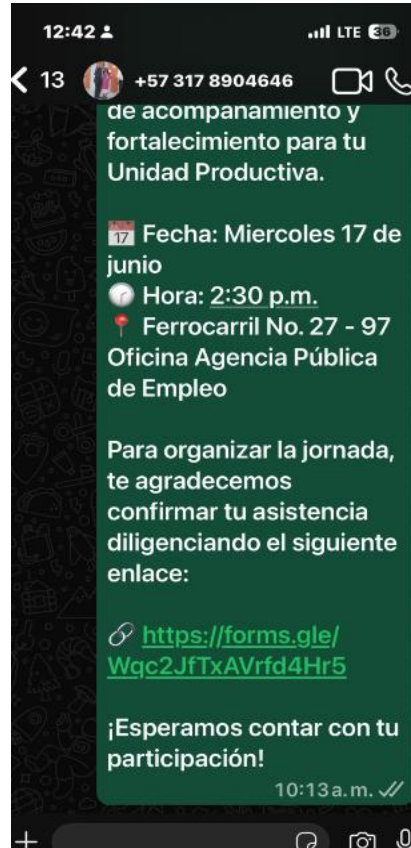 12:42
LTE 36
13 +57 317 8904646
de acompañamiento y
fortalecimiento para tu
Unidad Productiva.
17 Fecha: Miercoles 17 de
junio
Hora: 2:30 p.m.
Ferrocarril No. 27 - 97
Oficina Agencia Pública
de Empleo
Para organizar la jornada,
te agradecemos
confirmar tu asistencia
diligenciando el siguiente
enlace:
https://forms.gle/
Wqc2JfTxAVrfd4Hr5
¡Esperamos contar con tu
participación!
10:13 a. m.